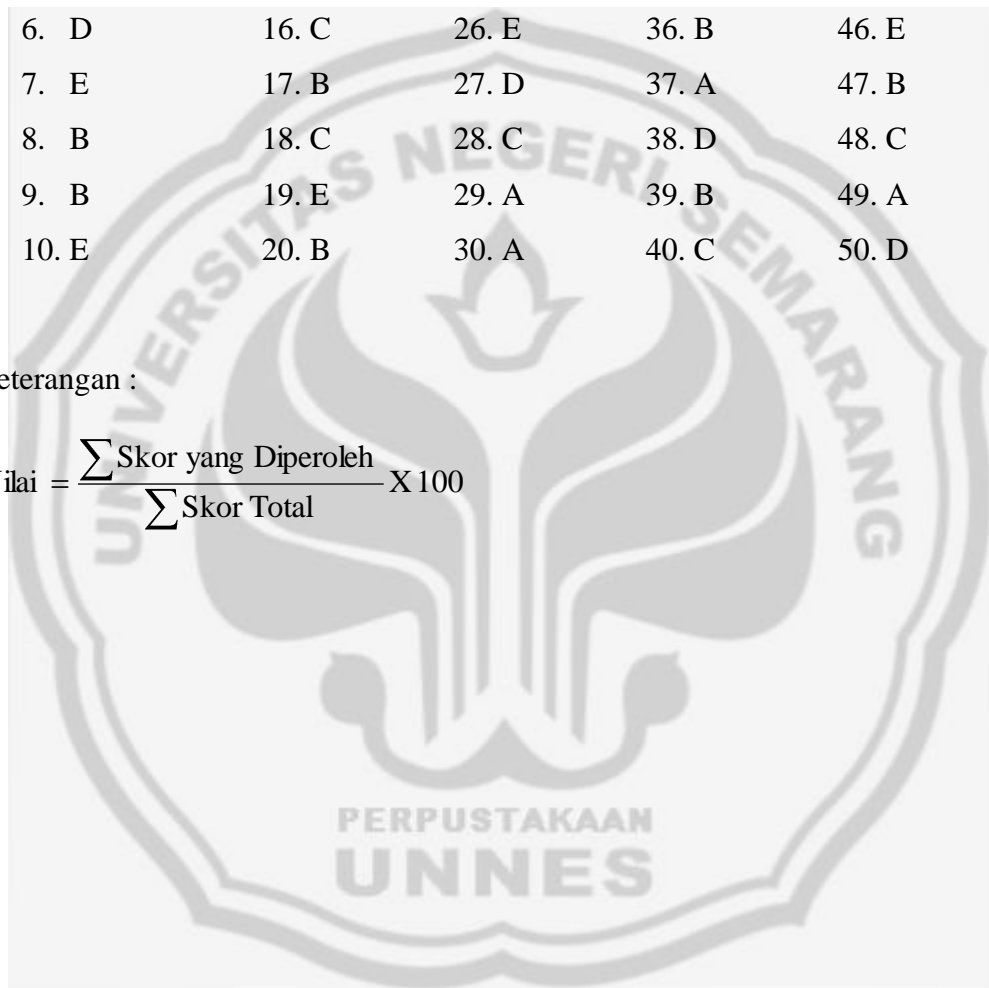 6. D 16. C 26. E 36. B 46. E
7. E 17. B 27. D 37. A 47. B
8. B 18. C 28. C 38. D 48. C
9. B 19. E 29. A 39. B 49. A
10. E 20. B 30. A 40. C 50. D
eterangan :
ilai = ∑Skor yang Diperoleh / ∑Skor Total X 100
UNIVERSITAS NEGERI SEMARANG
PERPUSTAKAAN
UNNES